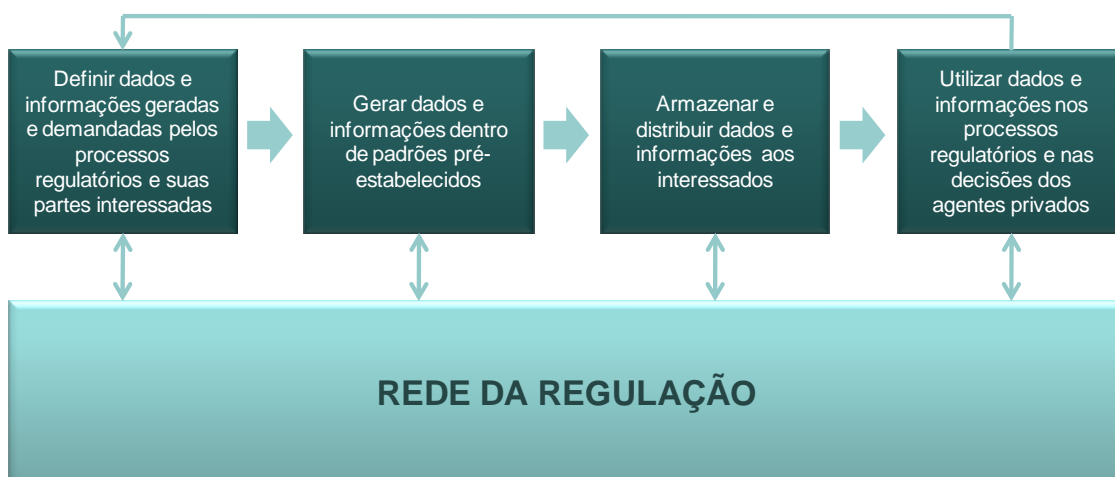 Definir dados e
informações geradas
e demandadas pelos
processos
regulatórios e suas
partes interessadas
Gerar dados e
informações dentro
de padrões pré-
estabelecidos
Armazenar e
distribuir dados e
informações aos
interessados
Utilizar dados e
informações nos
processos
regulatórios e nas
decisões dos
agentes privados
REDE DA REGULAÇÃO